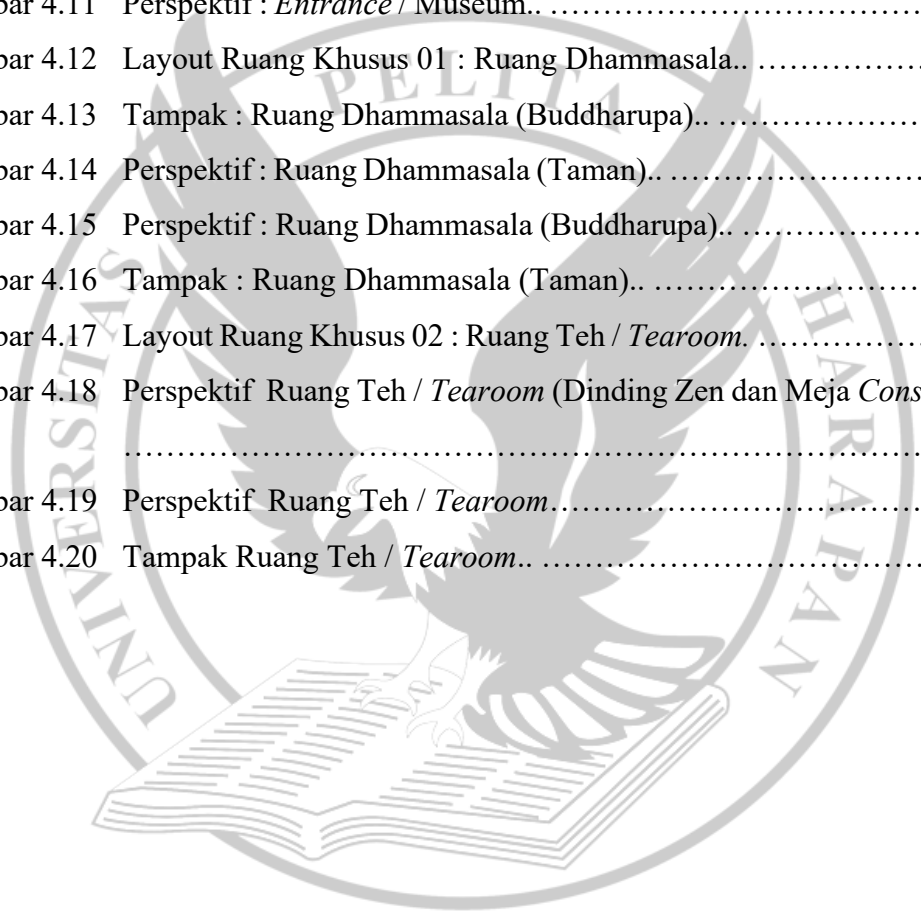 bar 4.11 Perspektif : Entrance / Museum.. ………………………………
bar 4.12 Layout Ruang Khusus 01 : Ruang Dhammasala.. ………………
bar 4.13 Tampak : Ruang Dhammasala (Buddharupa).. …………………
bar 4.14 Perspektif : Ruang Dhammasala (Taman).. ……………………
bar 4.15 Perspektif : Ruang Dhammasala (Buddharupa).. ………………
bar 4.16 Tampak : Ruang Dhammasala (Taman).. ………………………
bar 4.17 Layout Ruang Khusus 02 : Ruang Teh / Tearoom. ………………
bar 4.18 Perspektif Ruang Teh / Tearoom (Dinding Zen dan Meja Cons
…………………………………………………………………………
bar 4.19 Perspektif Ruang Teh / Tearoom…………………………………
bar 4.20 Tampak Ruang Teh / Tearoom.. …………………………………
UNIVERSITAS PELITA HARAPAN